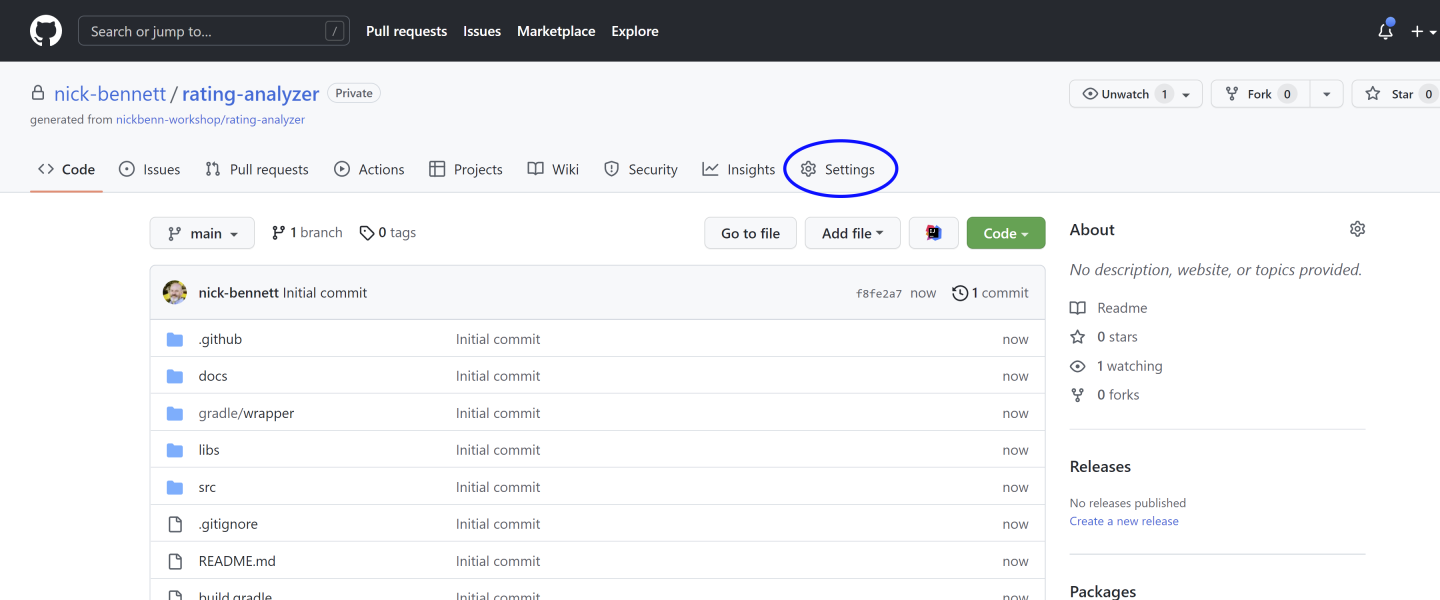 Search or jump to... / Pull requests Issues Marketplace Explore
nick-bennett / rating-analyzer Private Unwatch 1 Fork 0 Star 0
generated from nickbenn-workshop/rating-analyzer
Code Issues Pull requests Actions Projects Wiki Security Insights Settings
main 1 branch 0 tags Go to file Add file Code About
No description, website, or topics provided.
nick-bennett Initial commit f8fe2a7 now 1 commit
Readme
.github Initial commit now
0 stars
1 watching
docs Initial commit now
0 forks
gradle/wrapper Initial commit now
libs Initial commit now
Releases
src Initial commit now
No releases published
Create a new release
.gitignore Initial commit now
README.md Initial commit now
Packages
build.gradle Initial commit now